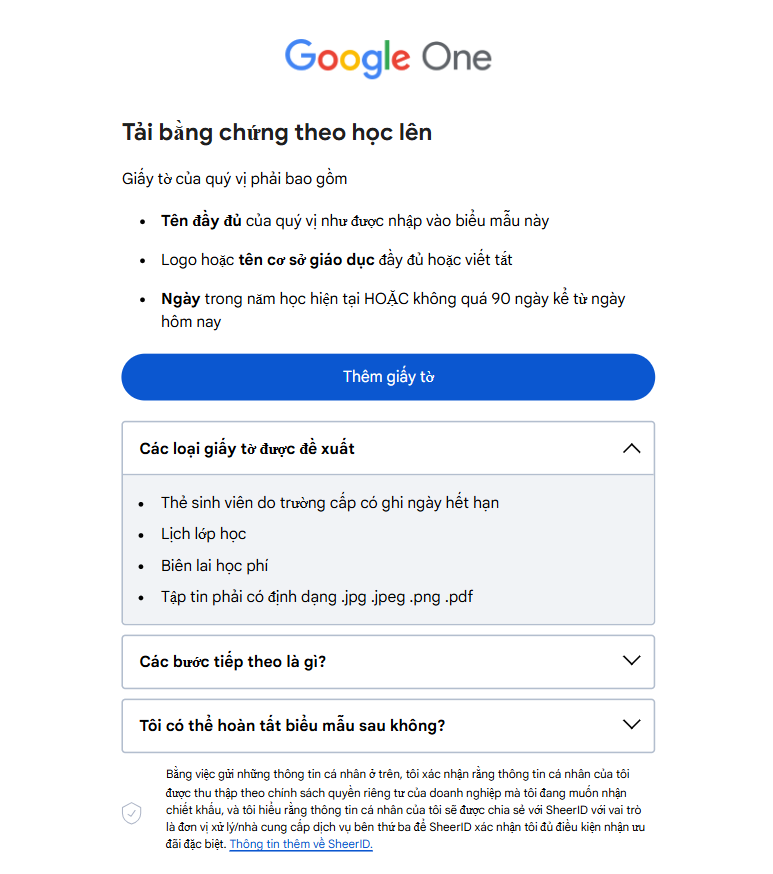 Google One
Tải bằng chứng theo học lên
Giấy tờ của quý vị phải bao gồm
• Tên đầy đủ của quý vị như được nhập vào biểu mẫu này
• Logo hoặc tên cơ sở giáo dục đầy đủ hoặc viết tắt
• Ngày trong năm học hiện tại HOẶC không quá 90 ngày kể từ ngày
hôm nay
Thêm giấy tờ
Các loại giấy tờ được đề xuất
• Thẻ sinh viên do trường cấp có ghi ngày hết hạn
• Lịch lớp học
• Biên lai học phí
• Tập tin phải có định dạng .jpg .jpeg .png .pdf
Các bước tiếp theo là gì?
Tôi có thể hoàn tất biểu mẫu sau không?
Bằng việc gửi những thông tin cá nhân ở trên, tôi xác nhận rằng thông tin cá nhân của tôi
được thu thập theo chính sách quyền riêng tư của doanh nghiệp mà tôi đang muốn nhận
chiết khấu, và tôi hiểu rằng thông tin cá nhân của tôi sẽ được chia sẻ với SheerID với vai trò
là đơn vị xử lý/nhà cung cấp dịch vụ bên thứ ba để SheerID xác nhận tôi đủ điều kiện nhận ưu
đãi đặc biệt. Thông tin thêm về SheerID.